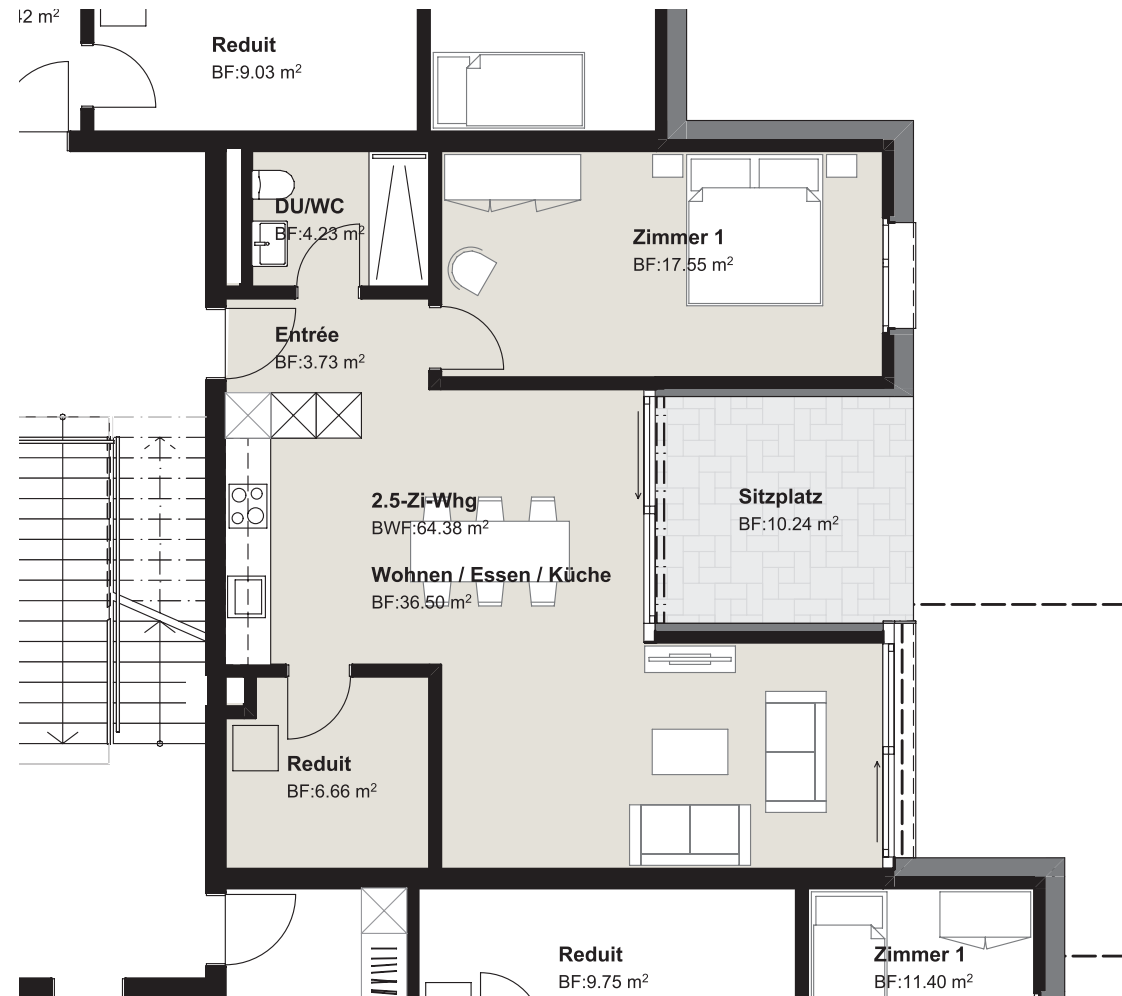 42 m²
Reduit
BF:9.03 m²
DU/WC
BF:4.23 m²
Zimmer 1
BF:17.55 m²
Entrée
BF:3.73 m²
2.5-Zi-Whg
BWF:64.38 m²
Sitzplatz
BF:10.24 m²
Wohnen / Essen / Küche
BF:36.50 m²
Reduit
BF:6.66 m²
Reduit
BF:9.75 m²
Zimmer 1
BF:11.40 m²